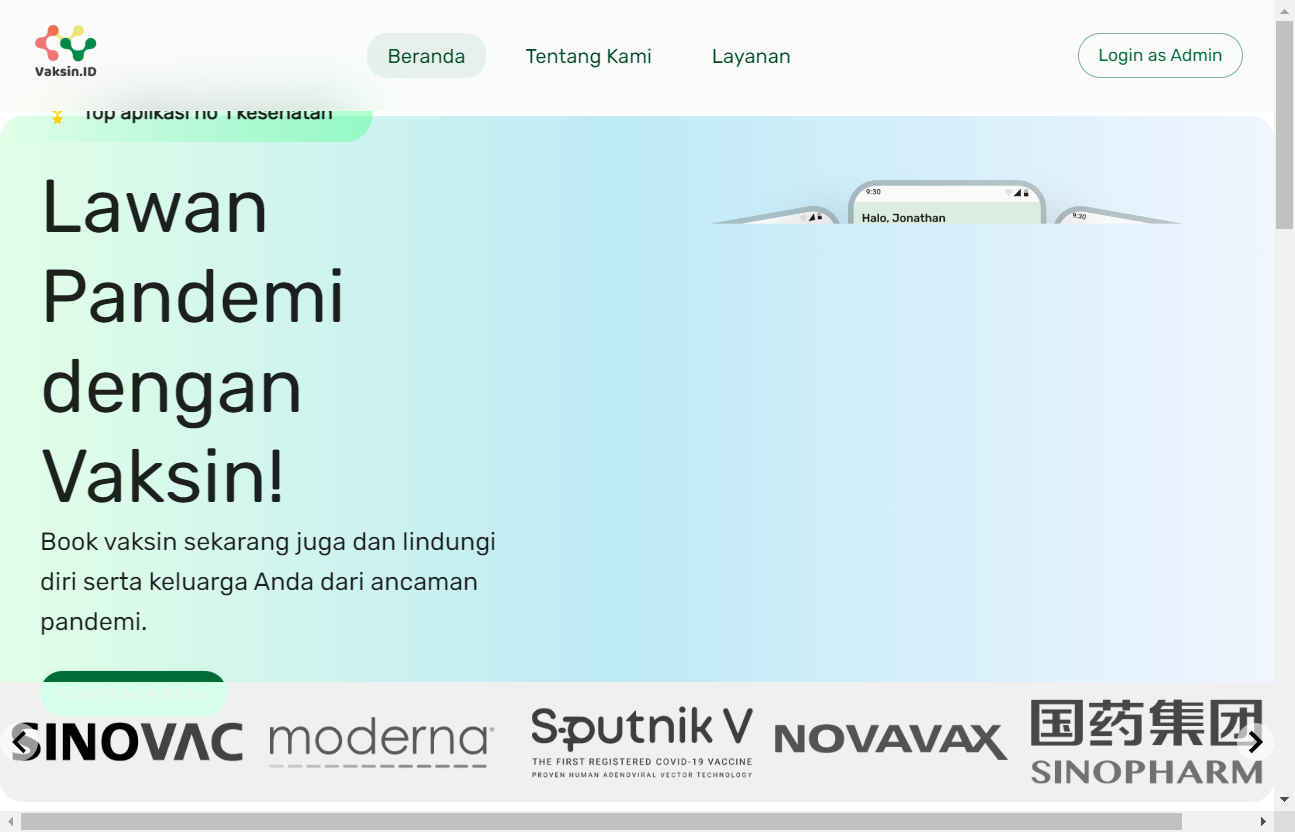 Vaksin.ID
Beranda
Tentang Kami
Layanan
Login as Admin
Top aplikasi no 1 kesehatan
Lawan
Pandemi
dengan
Vaksin!
Book vaksin sekarang juga dan lindungi
diri serta keluarga Anda dari ancaman
pandemi.
9:30
Halo, Jonathan
9:30
SINOVAC
moderna®
Sputnik V
THE FIRST REGISTERED COVID-19 VACCINE
PROVEN HUMAN ADENOVIRAL VECTOR TECHNOLOGY
NOVAVAX
国药集团
SINOPHARM